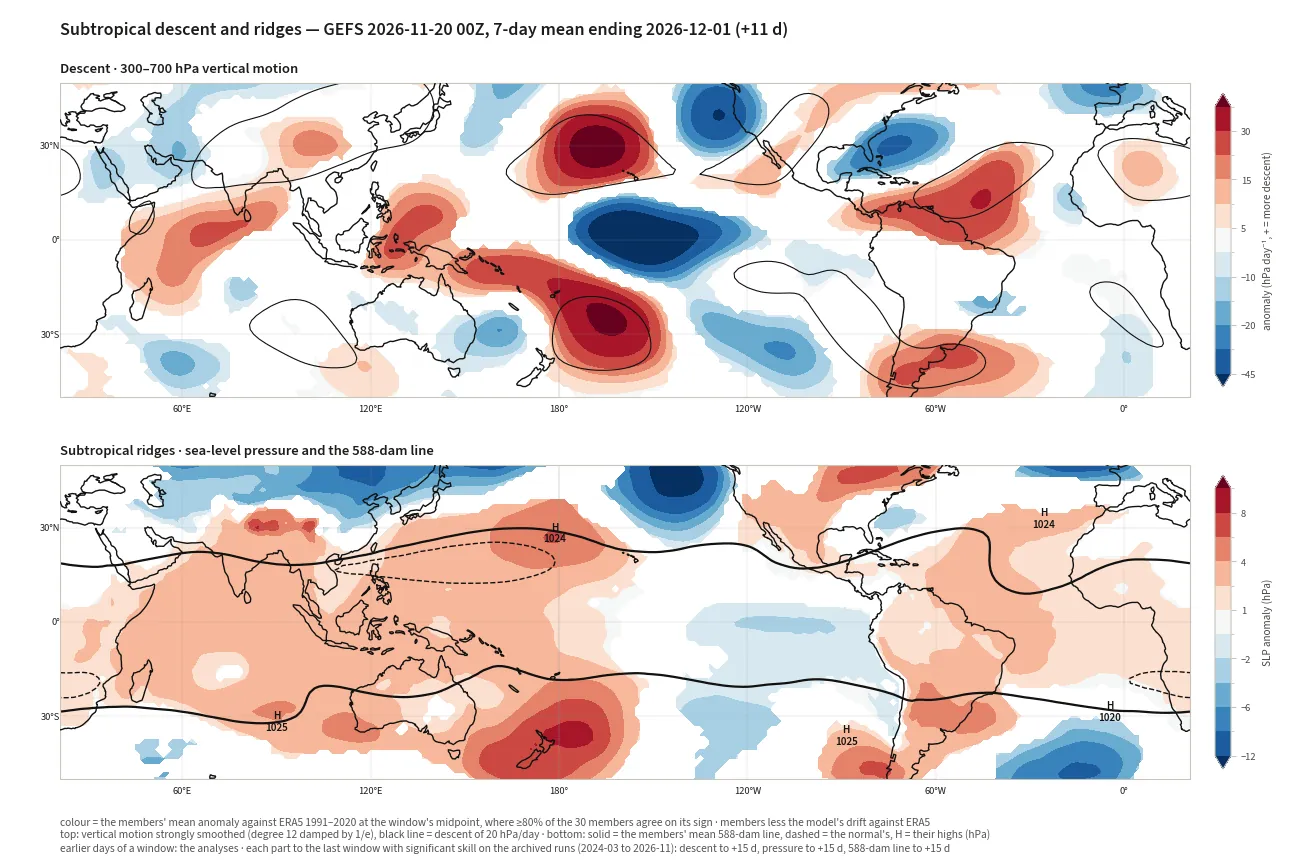 Subtropical descent and ridges — GEFS 2026-11-20 00Z, 7-day mean ending 2026-12-01 (+11 d)
Descent · 300–700 hPa vertical motion
30°N
0°
30°S
60°E
120°E
180°
120°W
60°W
0°
30
15
5
−10
−20
−45
anomaly (hPa day⁻¹, + = more descent)
Subtropical ridges · sea-level pressure and the 588-dam line
30°N
0°
30°S
H
1024
H
1024
H
1025
H
1025
H
1020
60°E
120°E
180°
120°W
60°W
0°
8
4
1
−2
−6
−12
SLP anomaly (hPa)
colour = the members' mean anomaly against ERA5 1991–2020 at the window's midpoint, where ≥80% of the 30 members agree on its sign · members less the model's drift against ERA5
top: vertical motion strongly smoothed (degree 12 damped by 1/e), black line = descent of 20 hPa/day · bottom: solid = the members' mean 588-dam line, dashed = the normal's, H = their highs (hPa)
earlier days of a window: the analyses · each part to the last window with significant skill on the archived runs (2024-03 to 2026-11): descent to +15 d, pressure to +15 d, 588-dam line to +15 d